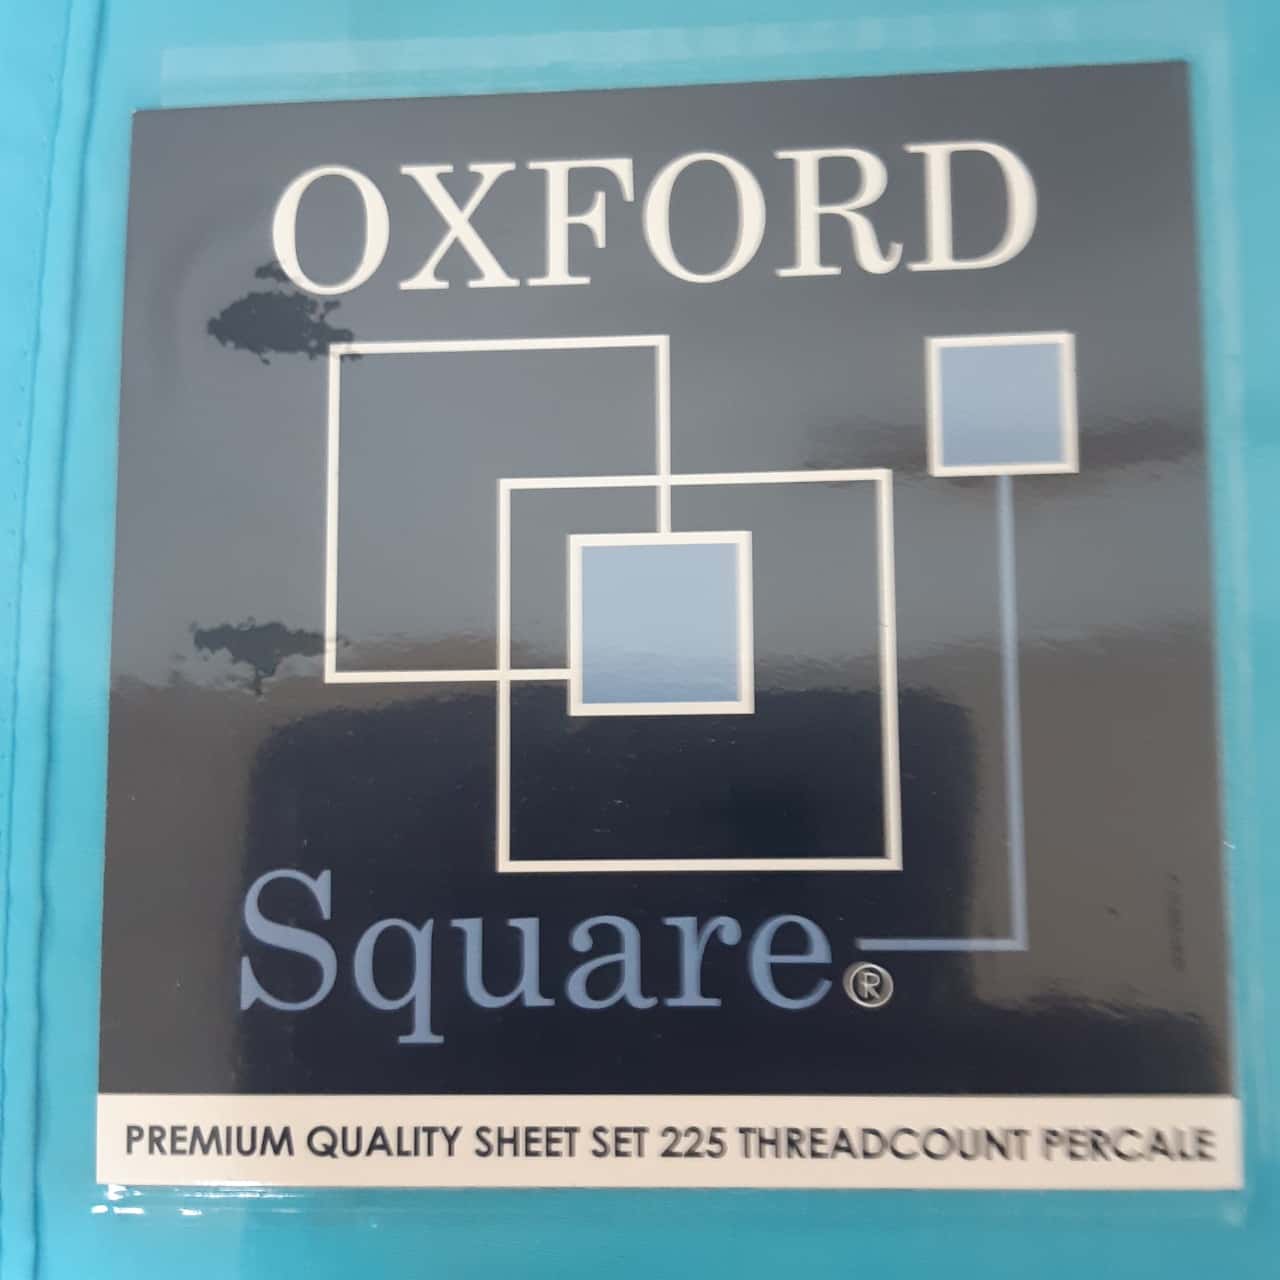 OXFORD
Square®
PREMIUM QUALITY SHEET SET 225 THREADCOUNT PERCALE